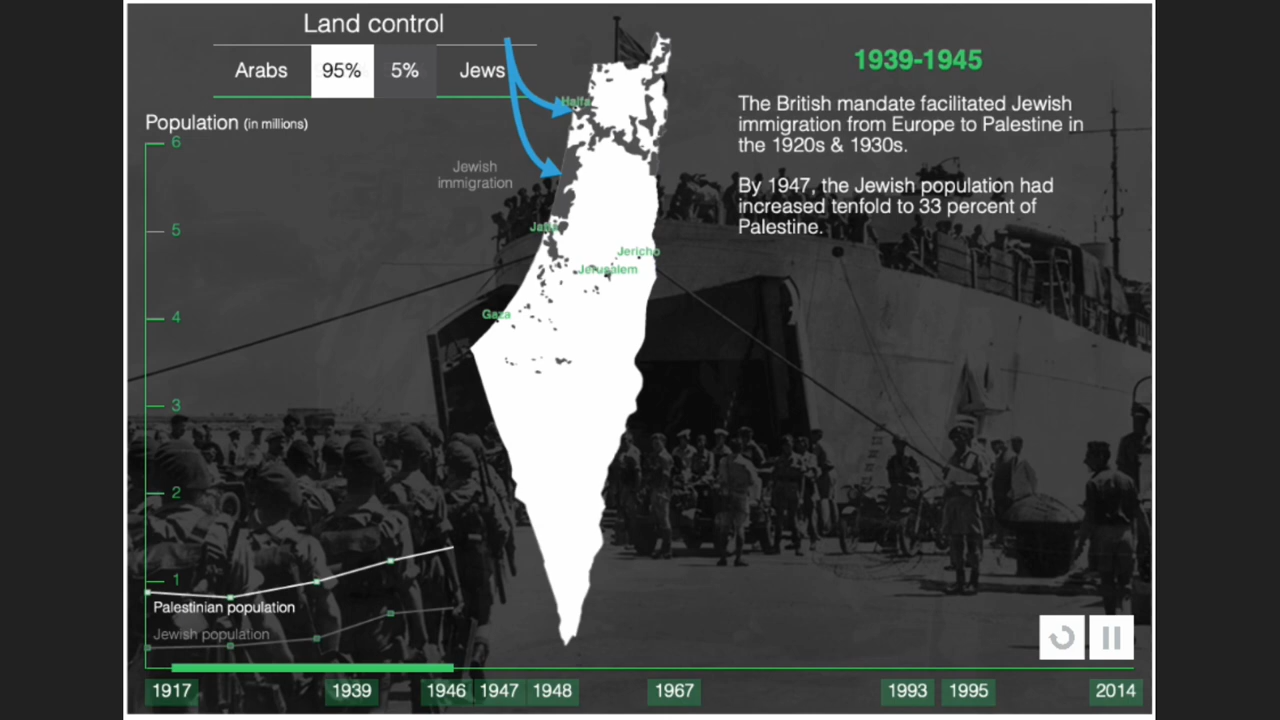 Land control
Arabs 95% 5% Jews
1939-1945
The British mandate facilitated Jewish
immigration from Europe to Palestine in
the 1920s & 1930s.
By 1947, the Jewish population had
increased tenfold to 33 percent of
Palestine.
Population (in millions)
6
5
4
3
2
1
Jewish
immigration
Haifa
Jaffa
Jericho
Jerusalem
Gaza
Palestinian population
Jewish population
1917 1939 1946 1947 1948 1967 1993 1995 2014